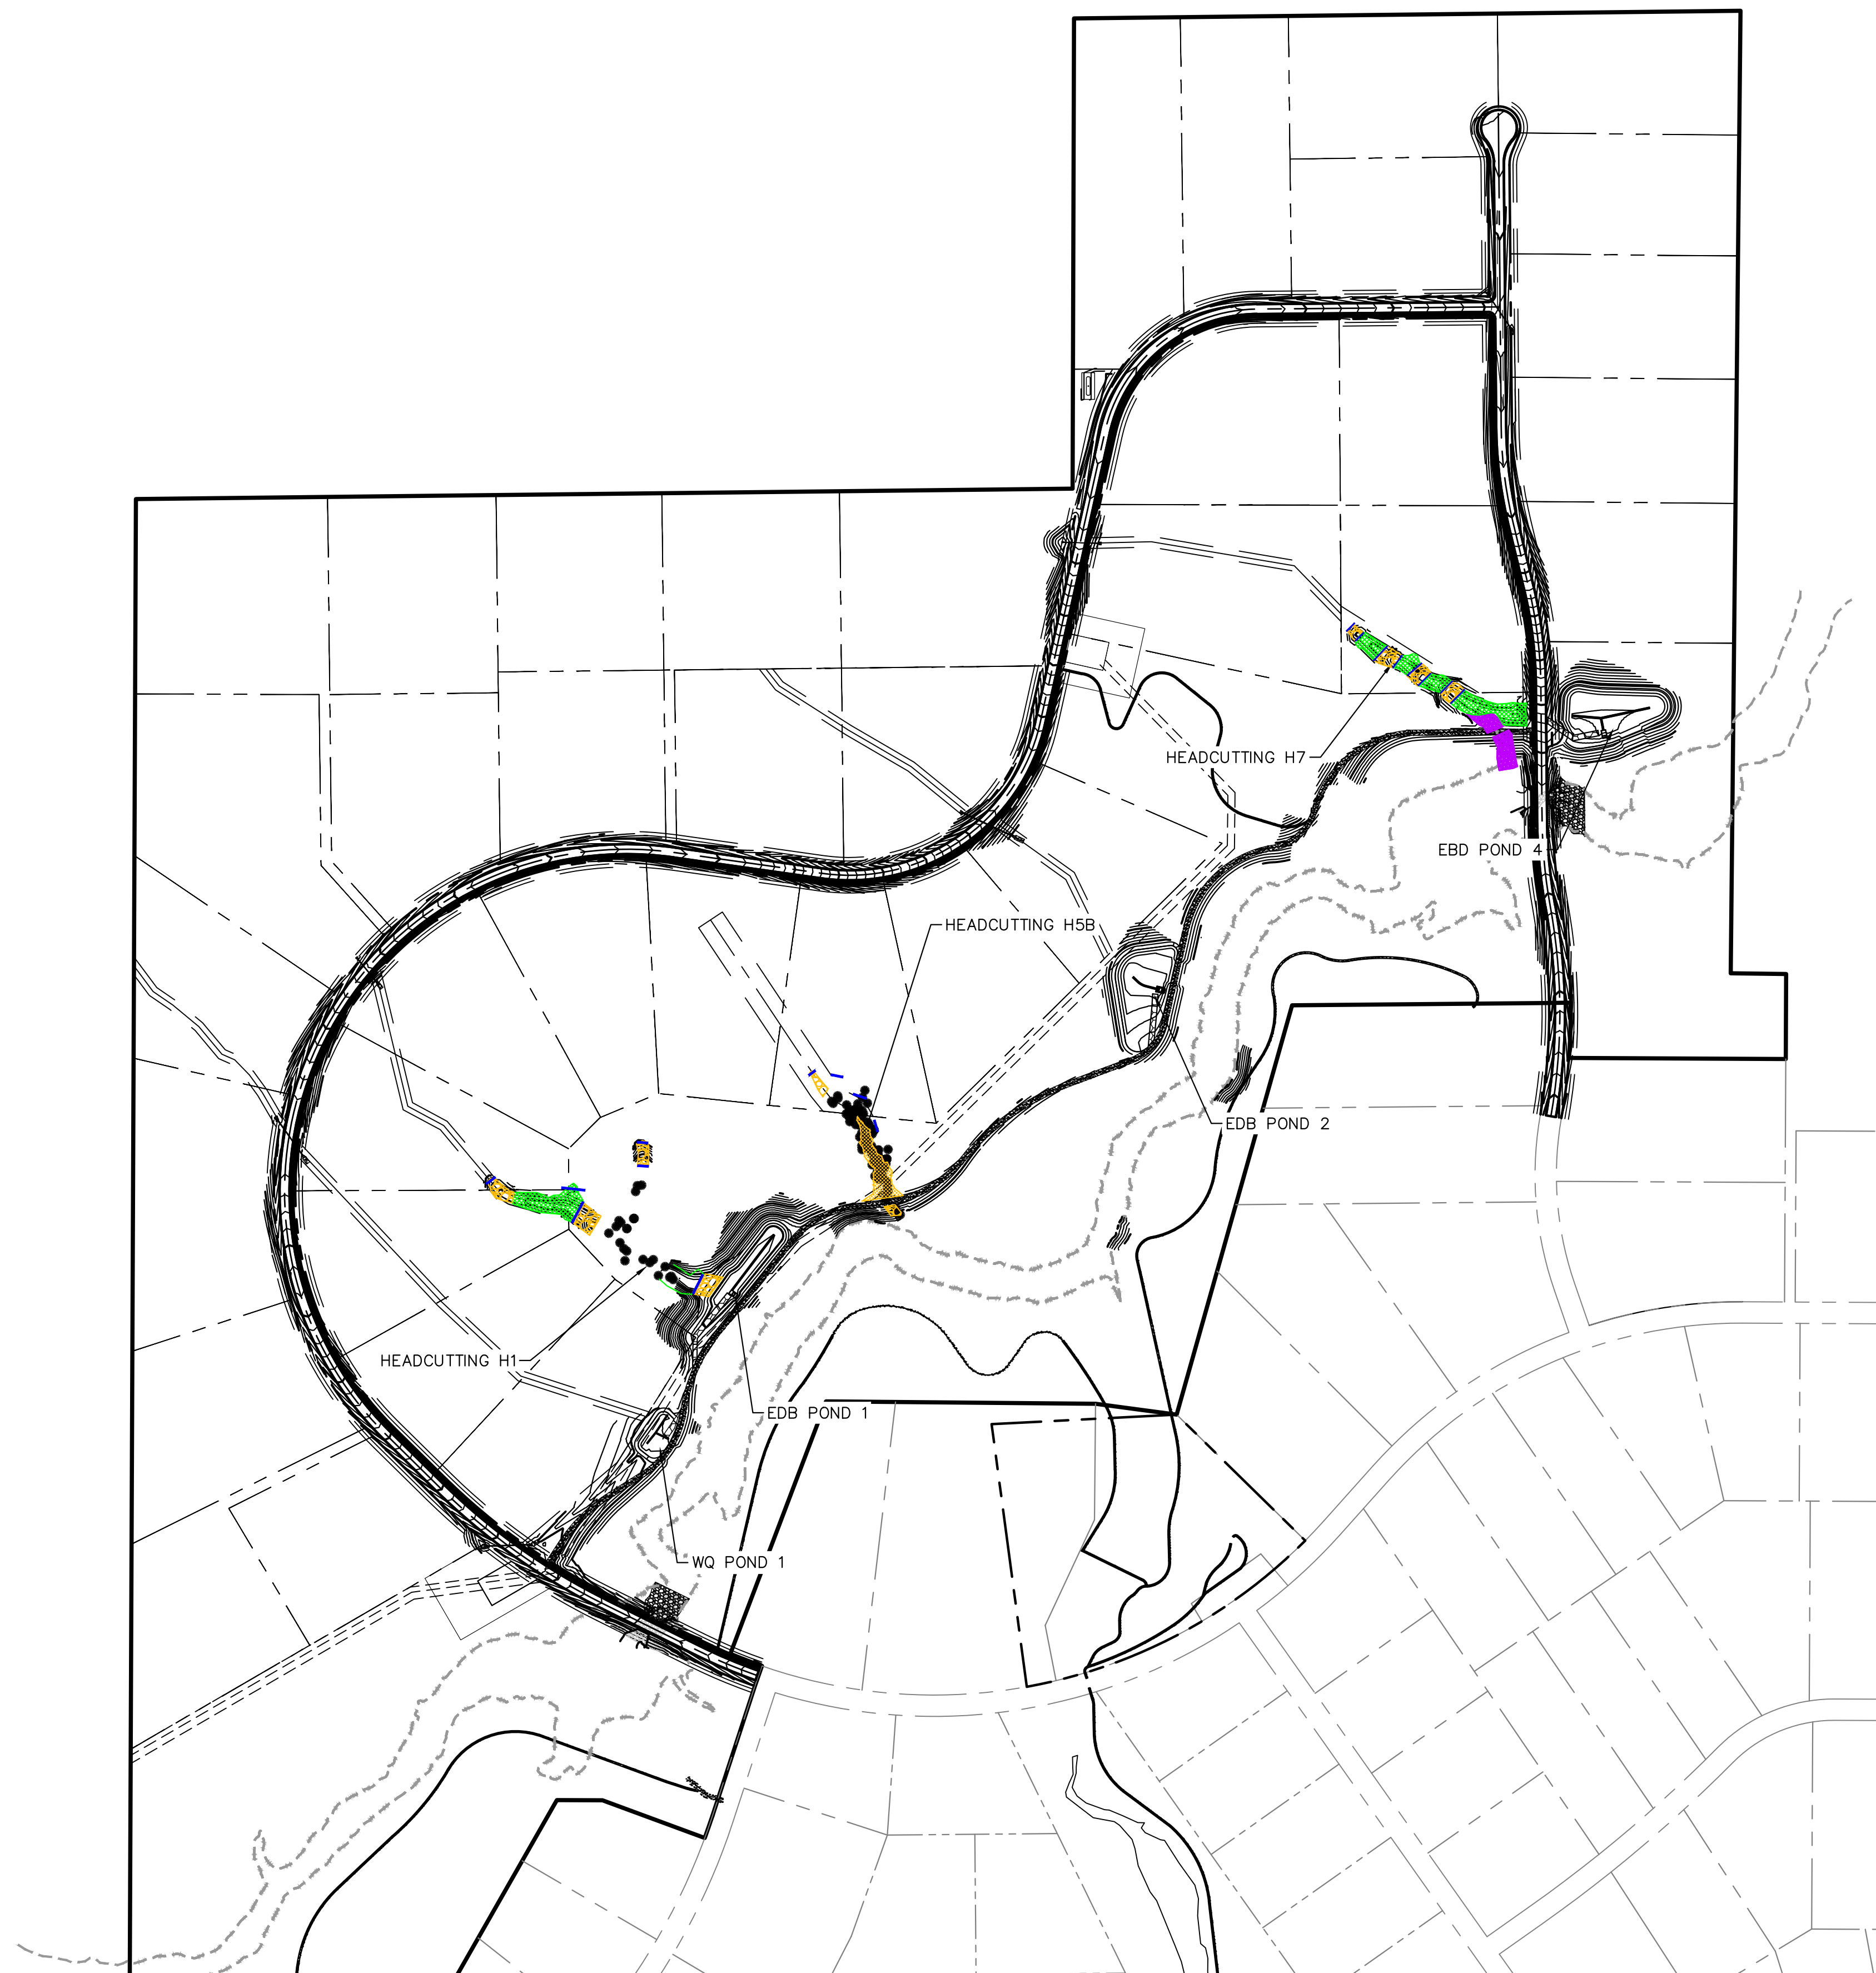 HEADCUTTING H7
EBD POND 4
HEADCUTTING H5B
EDB POND 2
HEADCUTTING H1
EDB POND 1
WQ POND 1